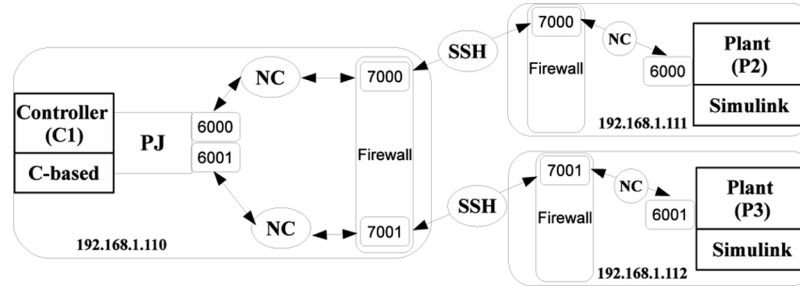 Controller
(C1)
C-based
PJ
6000
6001
NC
NC
7000
Firewall
7001
192.168.1.110
SSH
SSH
7000
Firewall
NC
6000
Plant
(P2)
Simulink
192.168.1.111
7001
Firewall
NC
6001
Plant
(P3)
Simulink
192.168.1.112